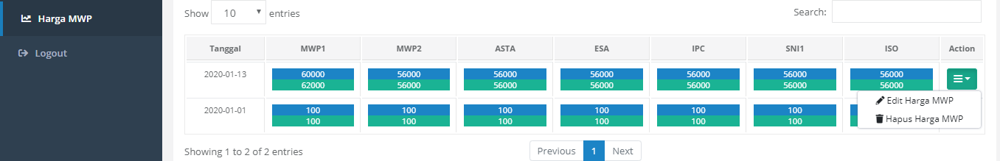 Harga MWP
Logout
Show 10 entries
Search:
Tanggal MWP1 MWP2 ASTA ESA IPC SNI1 ISO Action
2020-01-13 60000 56000 56000 56000 56000 56000 56000
62000 56000 56000 56000 56000 56000 56000
Edit Harga MWP
Hapus Harga MWP
2020-01-01 100 100 100 100 100 100
100 100 100 100 100 100
Showing 1 to 2 of 2 entries
Previous 1 Next